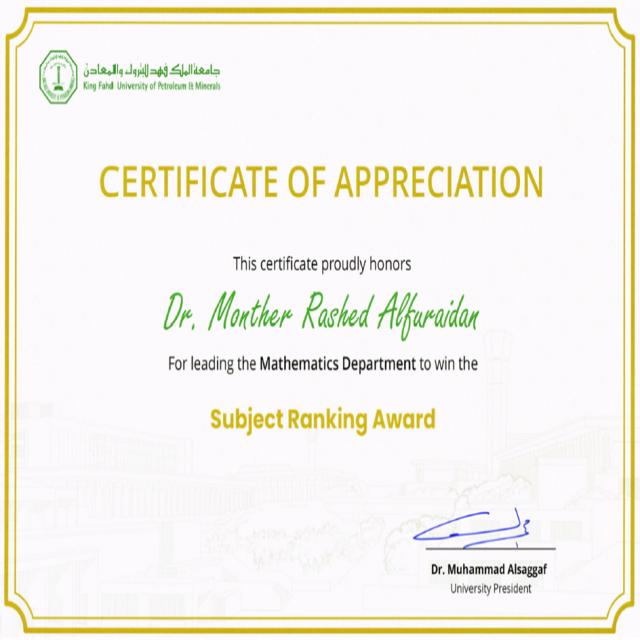 جامعة الملك فهد للبترول والمعادن
King Fahd University of Petroleum & Minerals
CERTIFICATE OF APPRECIATION
This certificate proudly honors
Dr. Monther Rashed Alfuraidan
For leading the Mathematics Department to win the
Subject Ranking Award
Dr. Muhammad Alsaggaf
University President